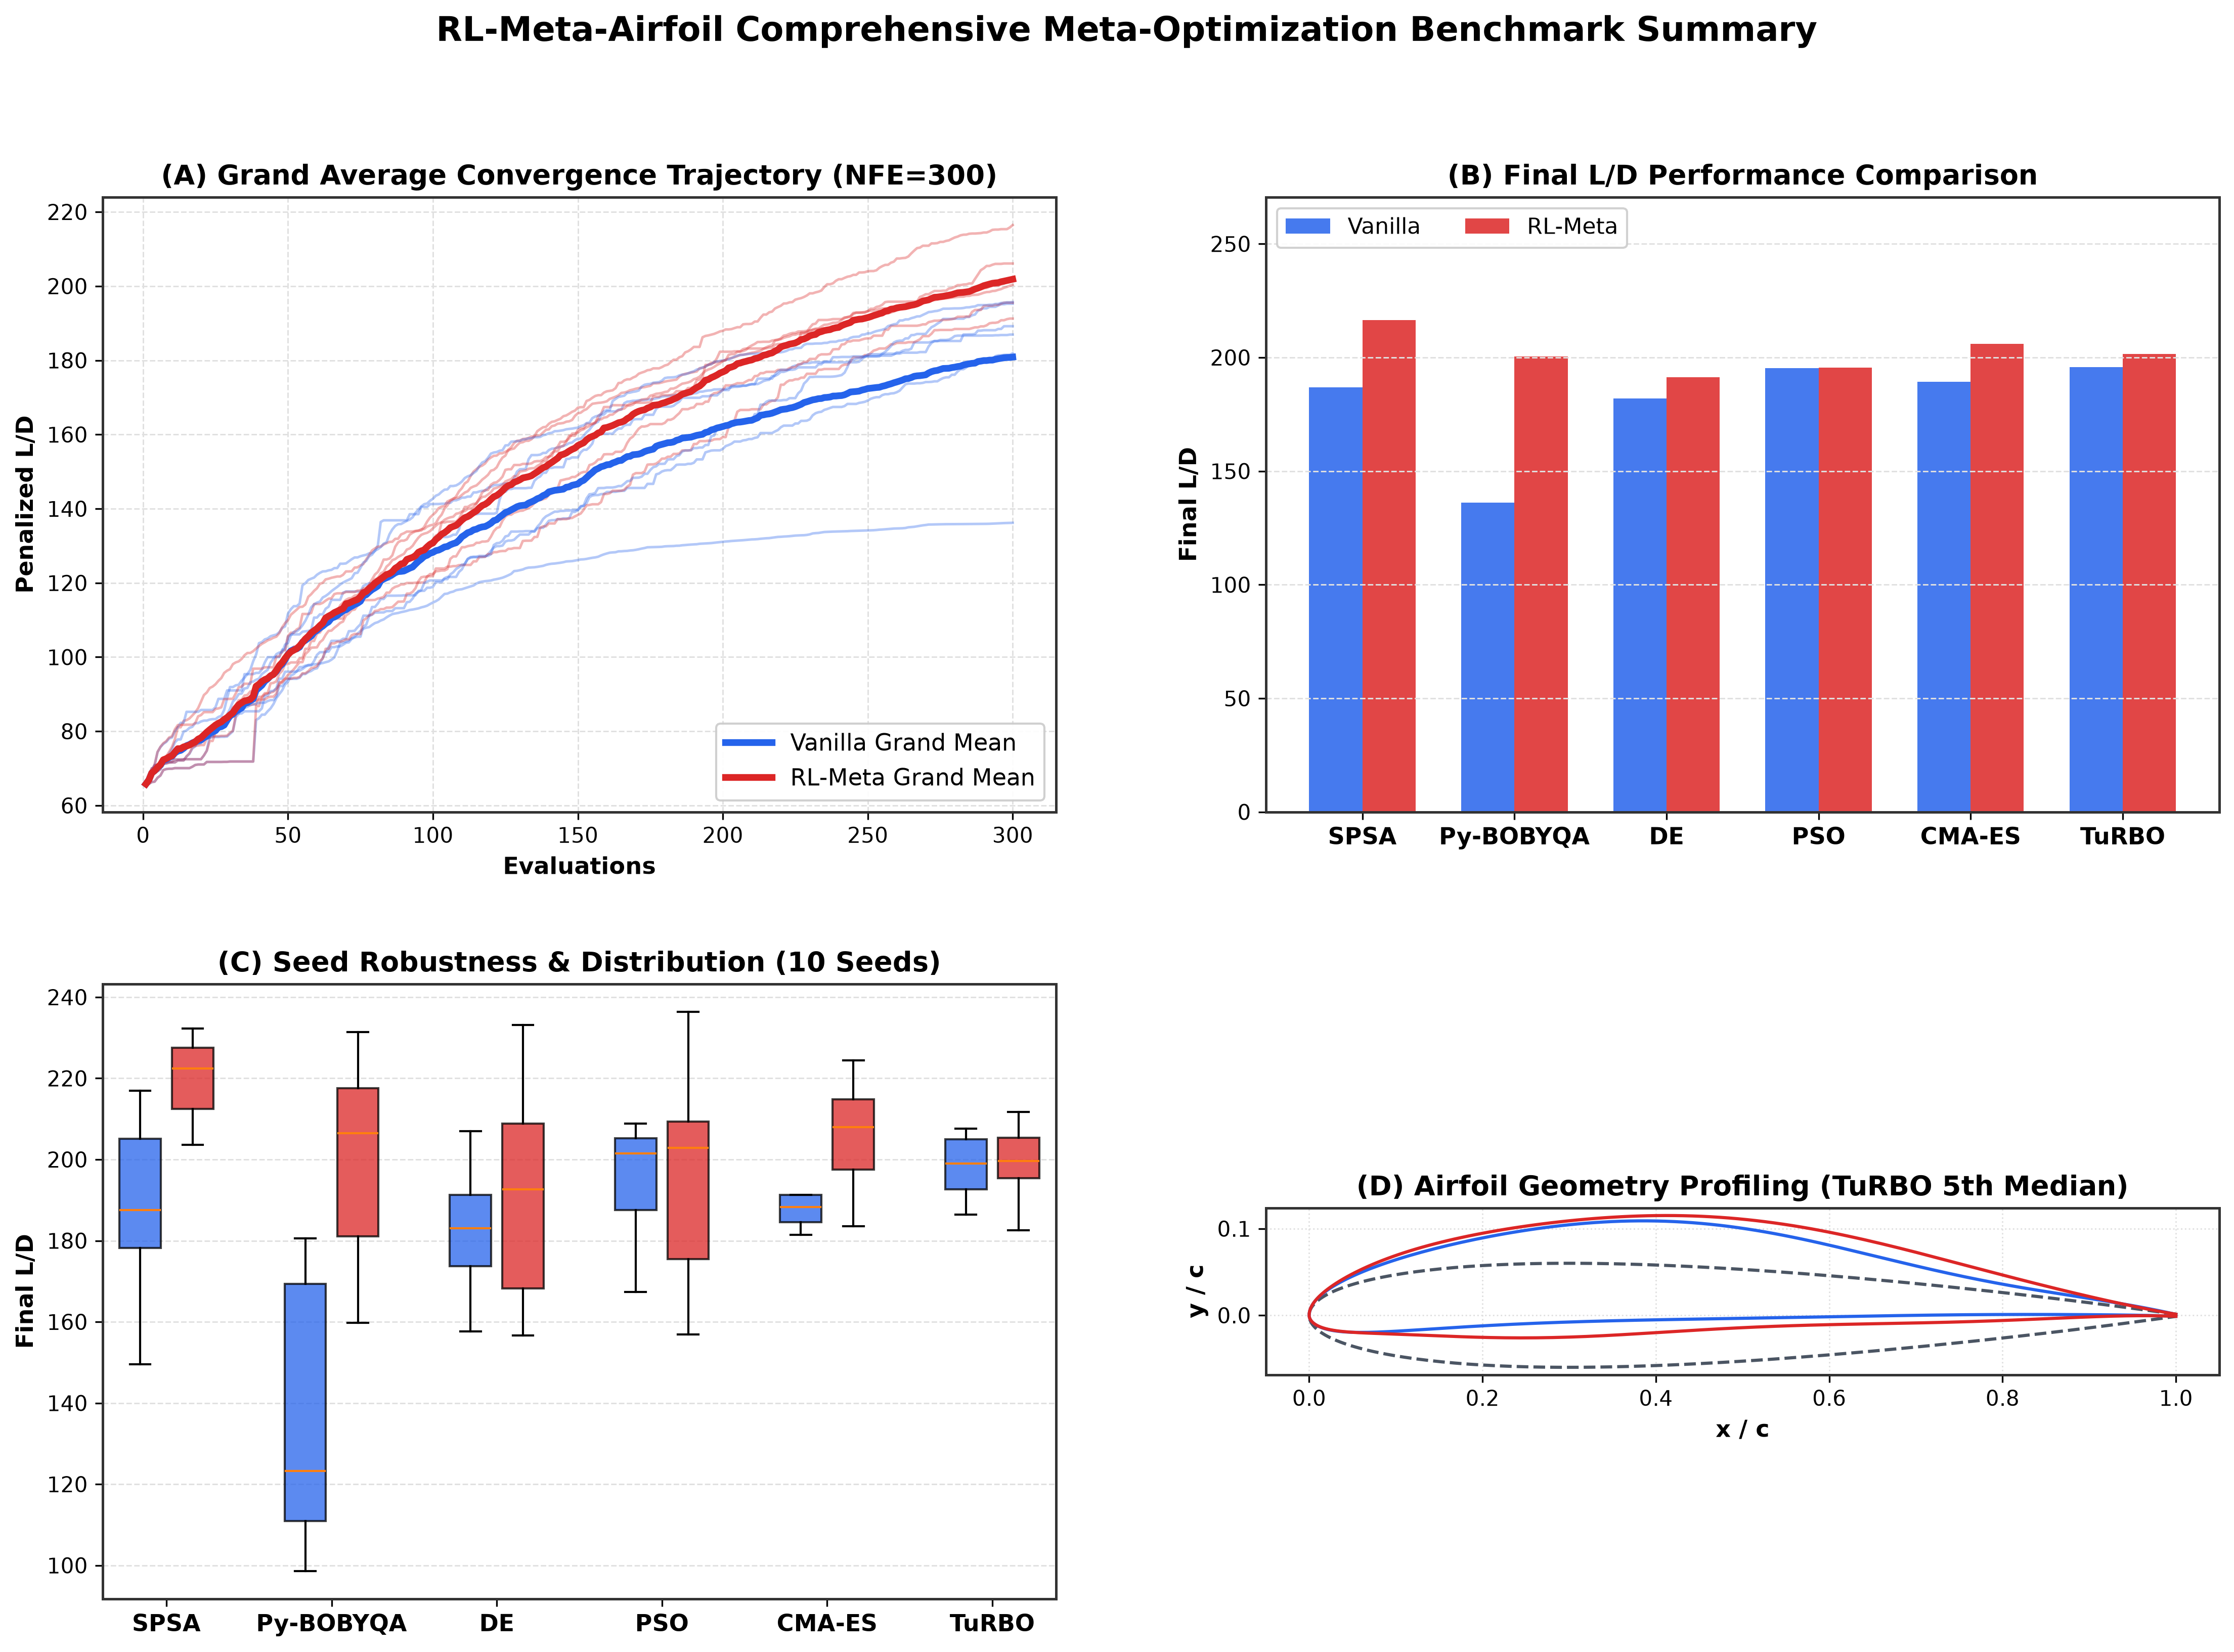 RL-Meta-Airfoil Comprehensive Meta-Optimization Benchmark Summary
(A) Grand Average Convergence Trajectory (NFE=300)
220
200
180
160
140
120
100
80
60
Penalized L/D
Vanilla Grand Mean
RL-Meta Grand Mean
0 50 100 150 200 250 300
Evaluations
(B) Final L/D Performance Comparison
Vanilla RL-Meta
250
200
150
100
50
0
Final L/D
SPSA Py-BOBYQA DE PSO CMA-ES TuRBO
(C) Seed Robustness & Distribution (10 Seeds)
240
220
200
180
160
140
120
100
Final L/D
SPSA Py-BOBYQA DE PSO CMA-ES TuRBO
(D) Airfoil Geometry Profiling (TuRBO 5th Median)
0.1
0.0
y / c
0.0 0.2 0.4 0.6 0.8 1.0
x / c